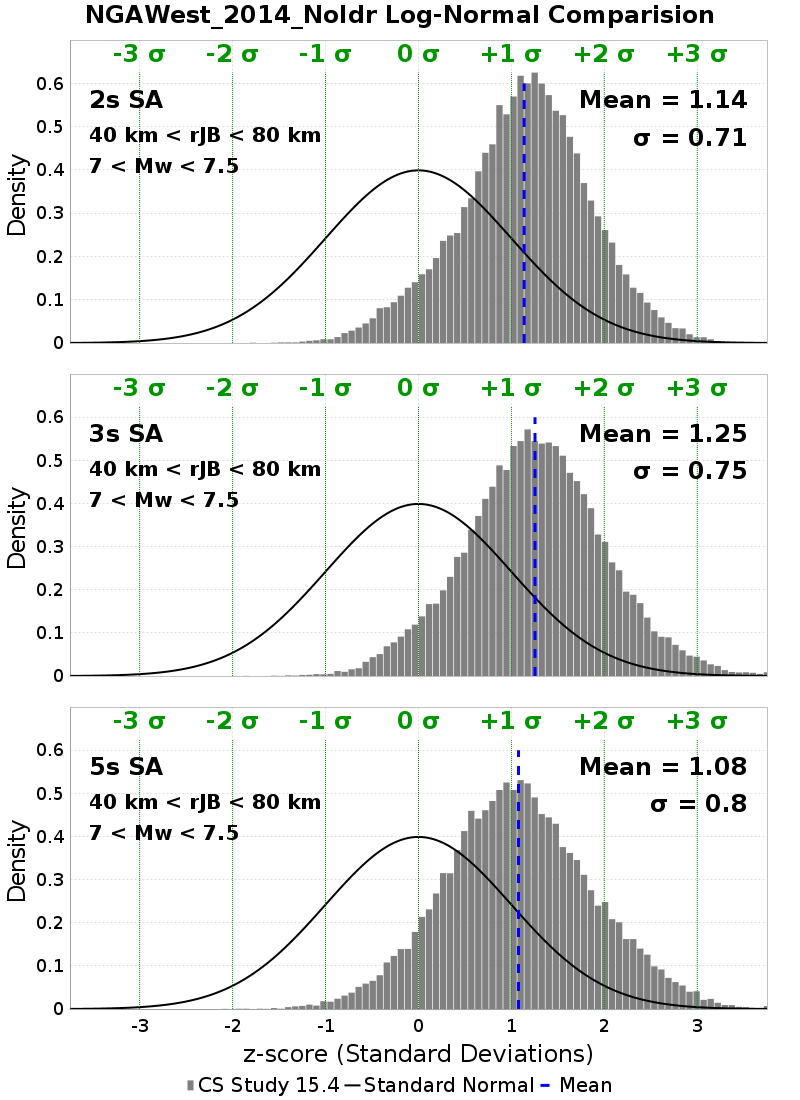 NGAWest_2014_NoIdr Log-Normal Comparision
-3 σ -2 σ -1 σ 0 σ +1 σ +2 σ +3 σ
2s SA
40 km < rJB < 80 km
7 < Mw < 7.5
Mean = 1.14
σ = 0.71
Density
0.6
0.5
0.4
0.3
0.2
0.1
0
-3 σ -2 σ -1 σ 0 σ +1 σ +2 σ +3 σ
3s SA
40 km < rJB < 80 km
7 < Mw < 7.5
Mean = 1.25
σ = 0.75
Density
0.6
0.5
0.4
0.3
0.2
0.1
0
-3 σ -2 σ -1 σ 0 σ +1 σ +2 σ +3 σ
5s SA
40 km < rJB < 80 km
7 < Mw < 7.5
Mean = 1.08
σ = 0.8
Density
0.6
0.5
0.4
0.3
0.2
0.1
0
-3 -2 -1 0 1 2 3
z-score (Standard Deviations)
CS Study 15.4 Standard Normal Mean